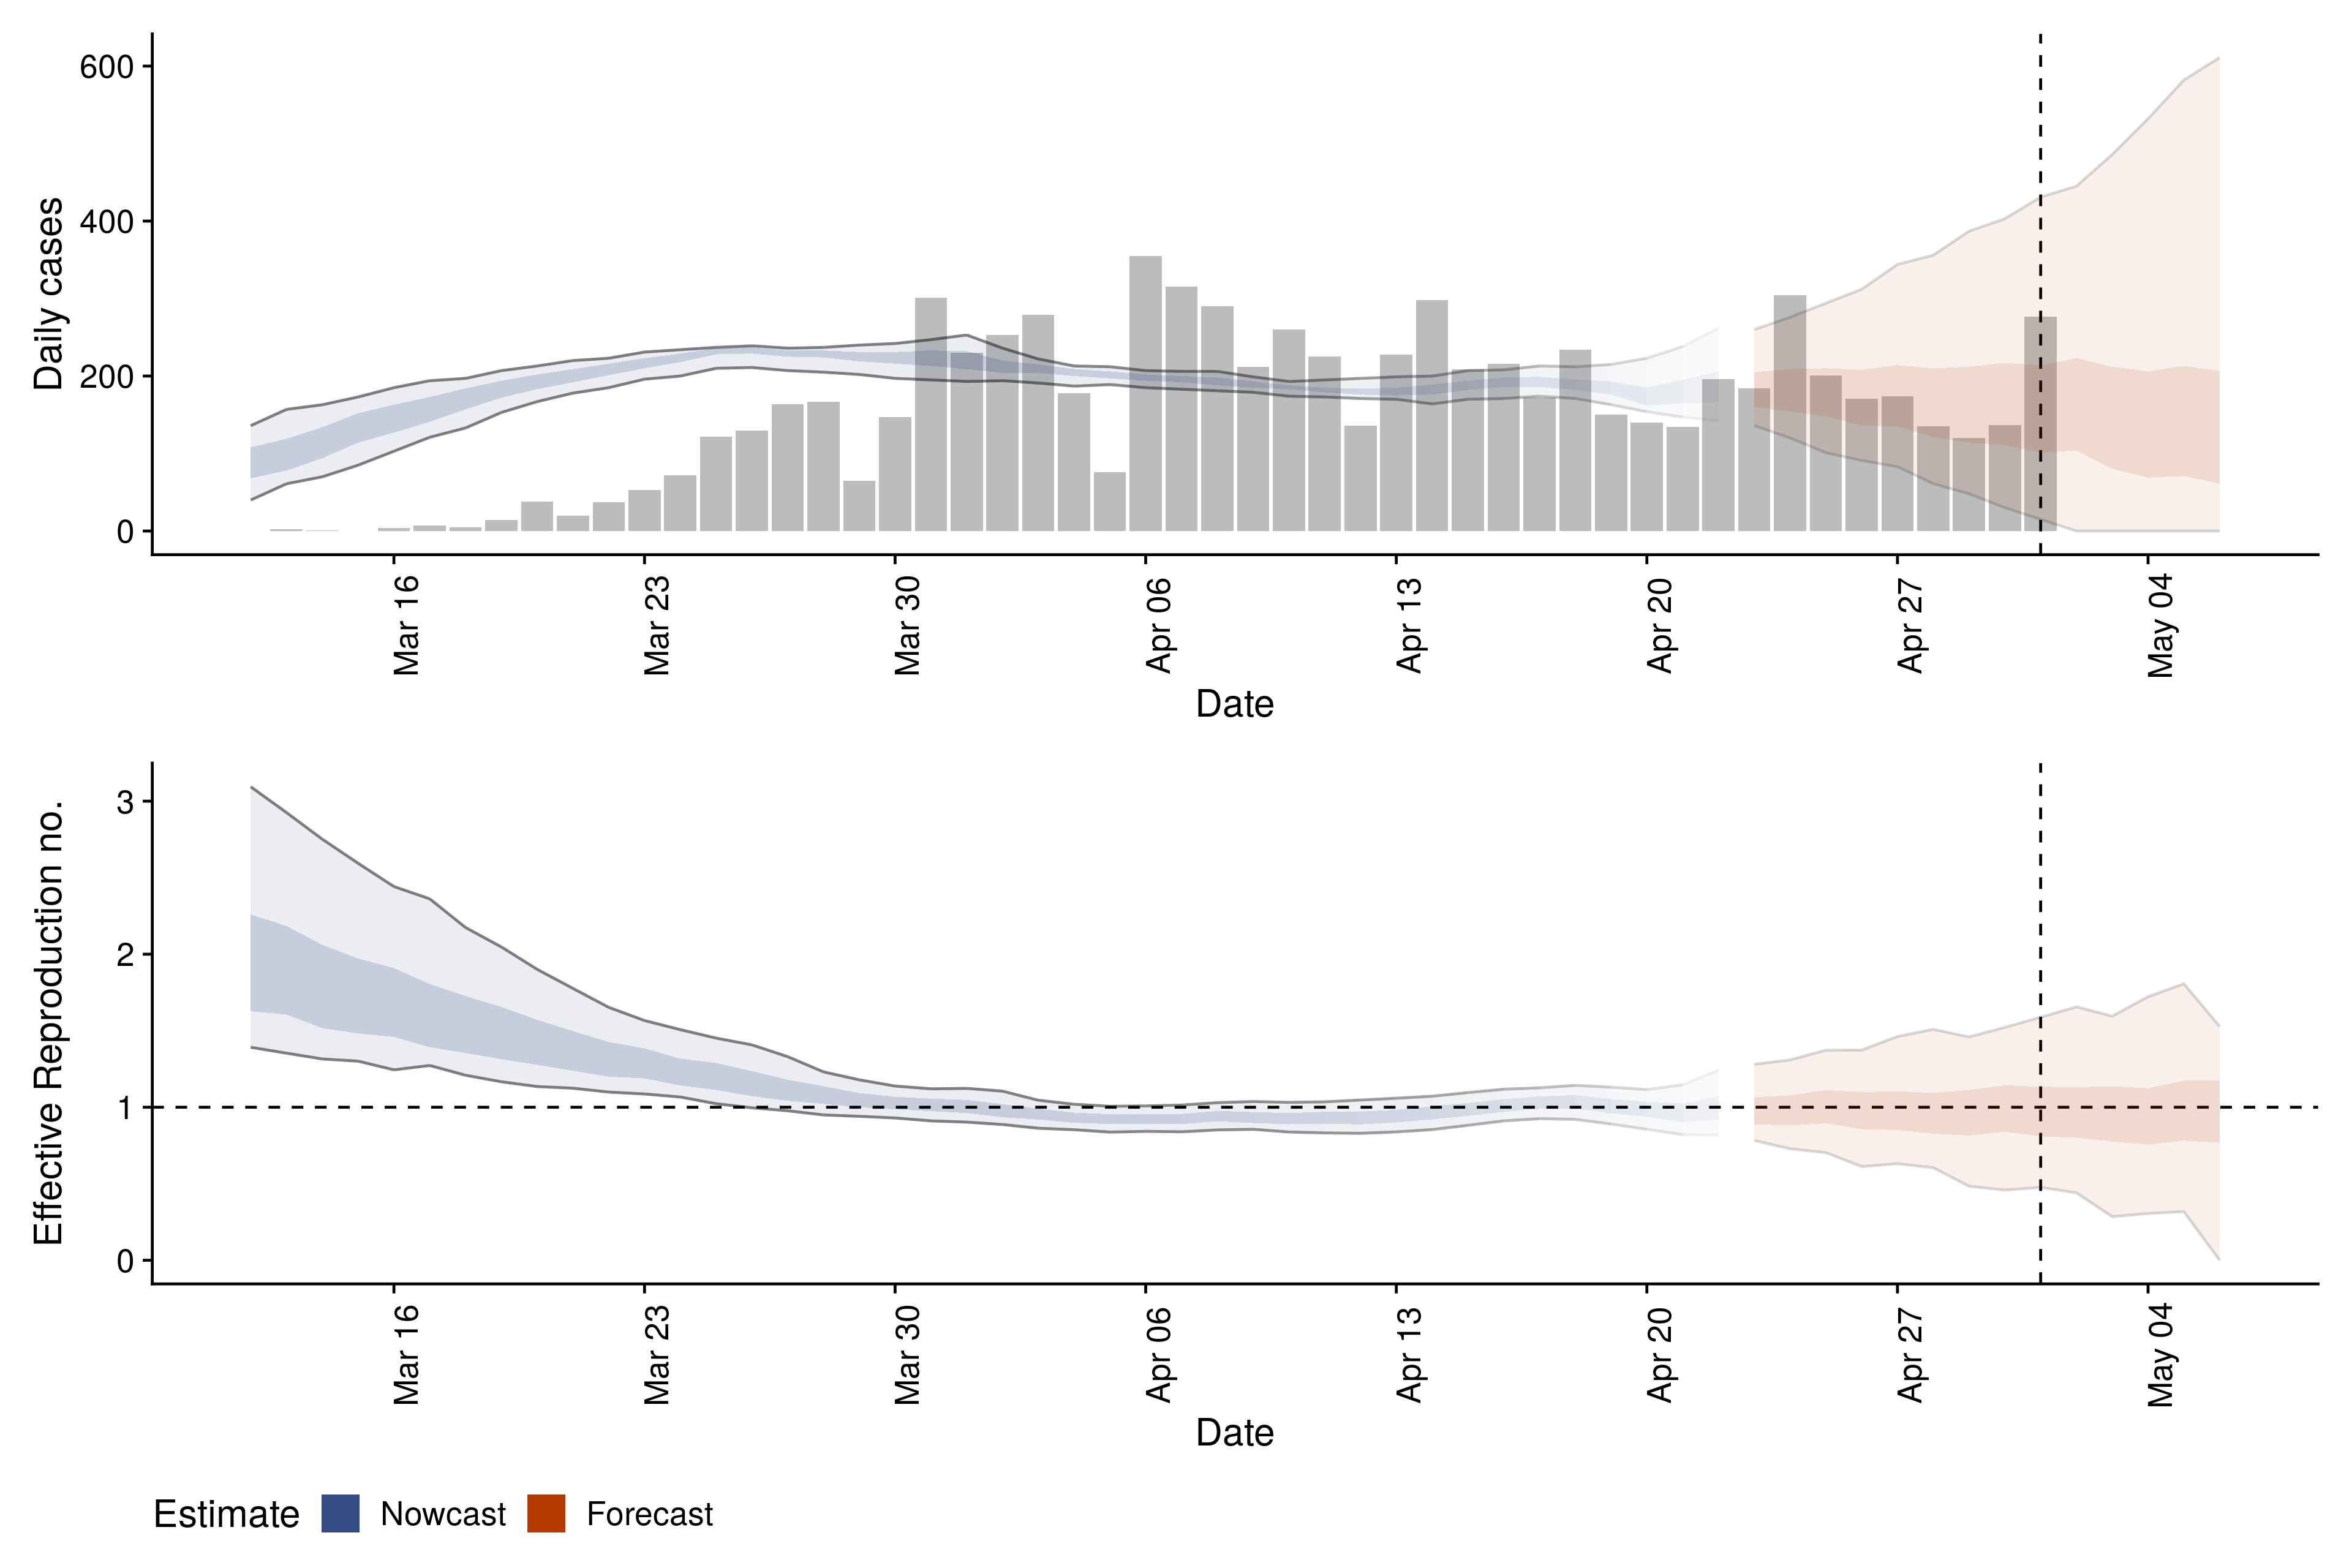 Daily cases
600
400
200
0
Mar 16
Mar 23
Mar 30
Apr 06
Apr 13
Apr 20
Apr 27
May 04
Date
Effective Reproduction no.
3
2
1
0
Mar 16
Mar 23
Mar 30
Apr 06
Apr 13
Apr 20
Apr 27
May 04
Date
Estimate Nowcast Forecast